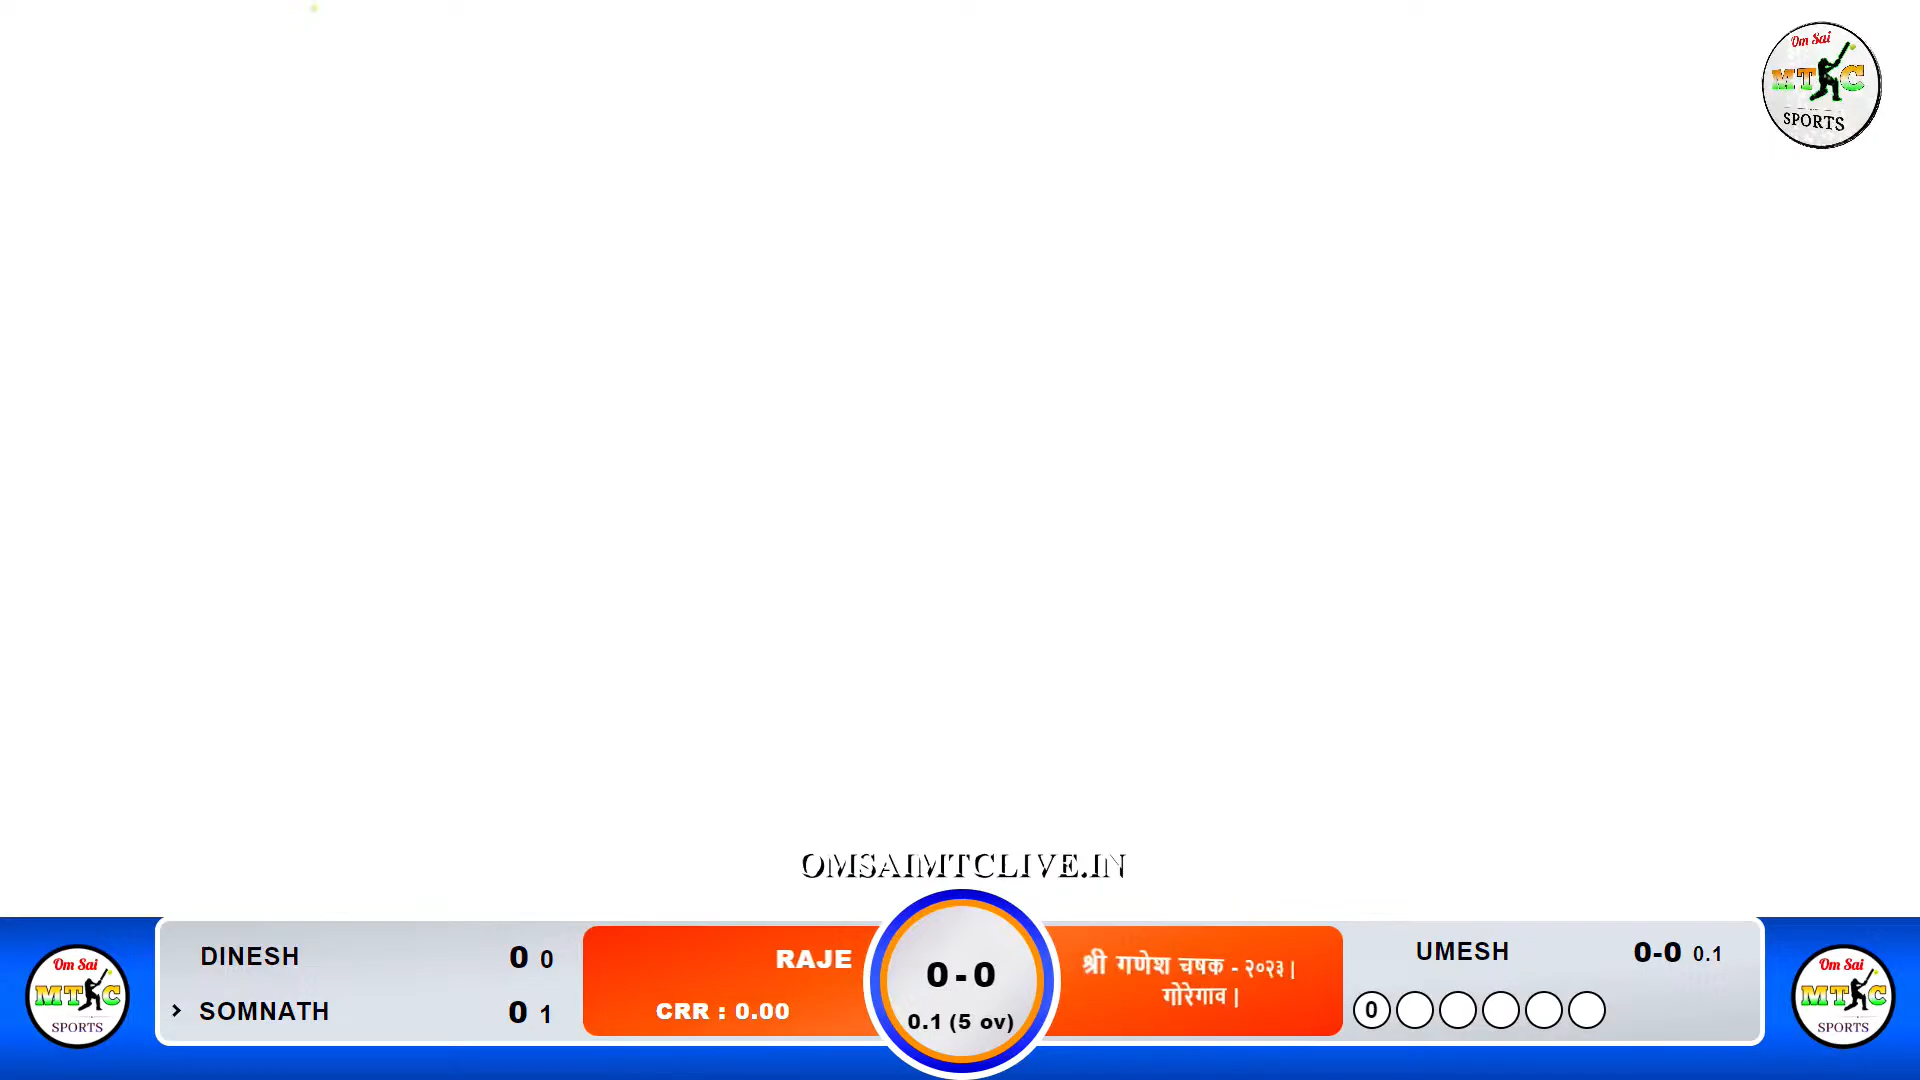 Om Sai
MTC
SPORTS
OMSAIMTCLIVE.IN
DINESH 0 0
> SOMNATH 0 1
RAJE
CRR : 0.00
0-0
0.1 (5 ov)
श्री गणेश चषक - २०२३ |
गोरेगाव |
UMESH 0-0 0.1
0
Om Sai
MTC
SPORTS
Om Sai
MTC
SPORTS